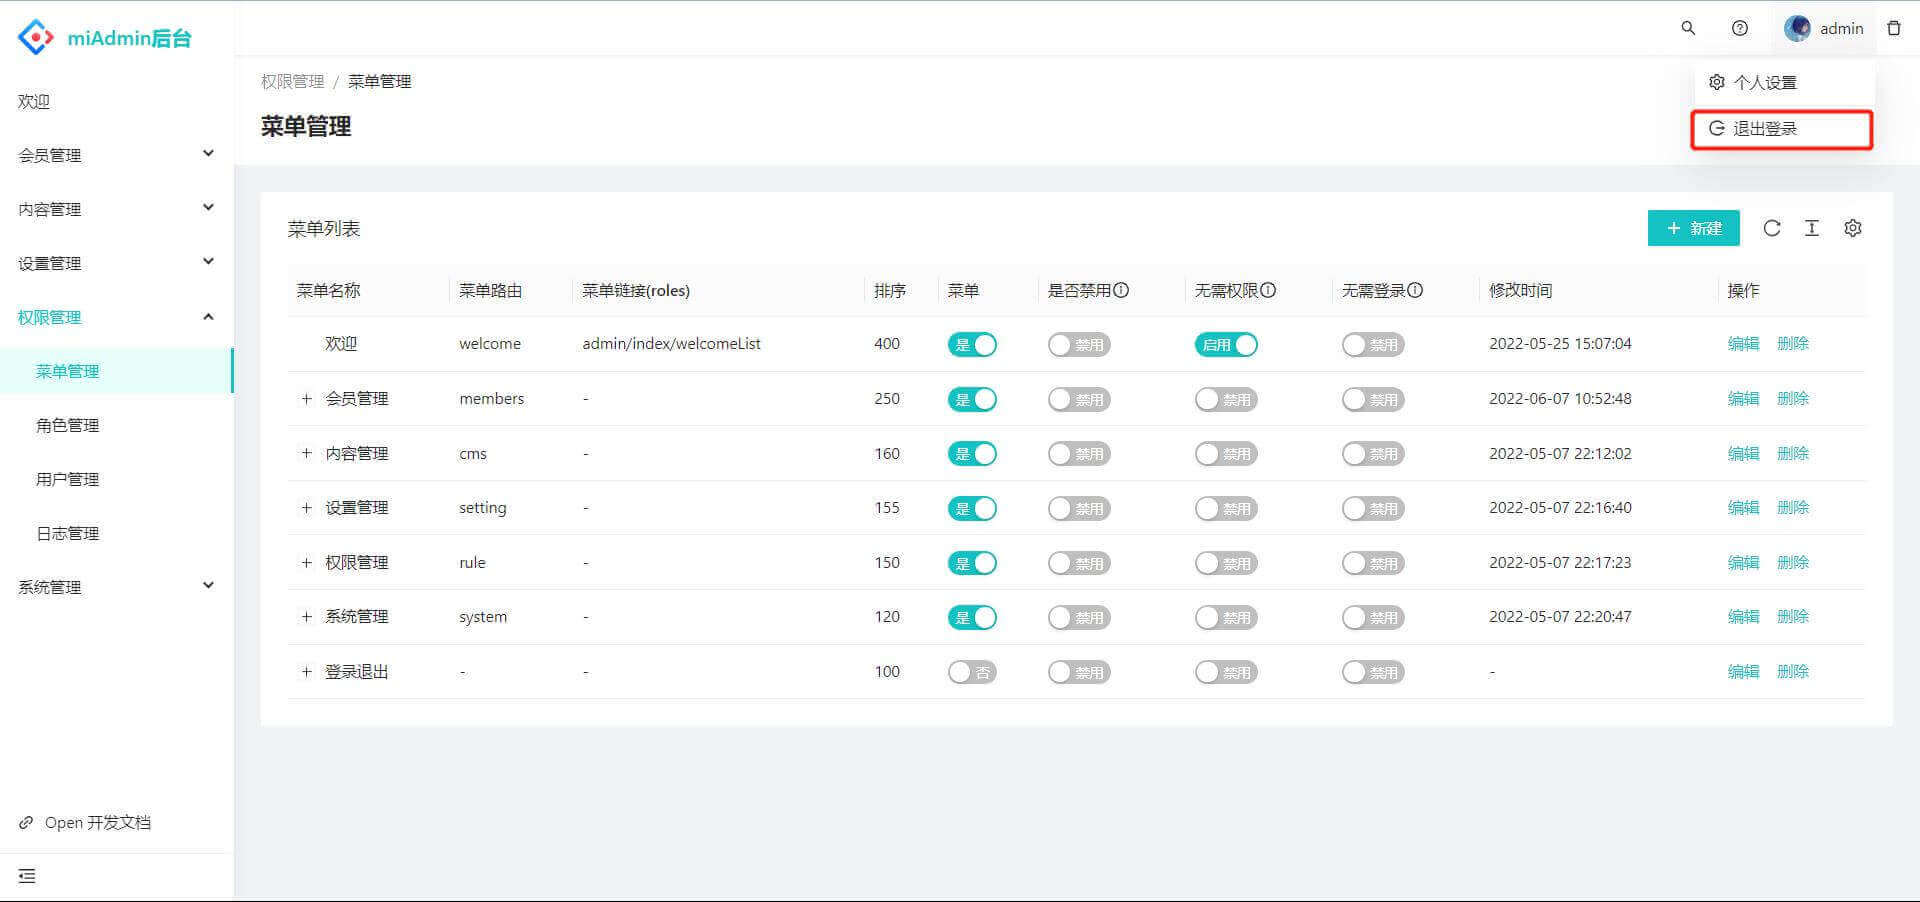 miAdmin后台
admin
欢迎
会员管理
内容管理
设置管理
权限管理
菜单管理
角色管理
用户管理
日志管理
系统管理
Open 开发文档
权限管理 / 菜单管理
菜单管理
个人设置
退出登录
菜单列表
+ 新建
菜单名称 菜单路由 菜单链接(roles) 排序 菜单 是否禁用 无需权限 无需登录 修改时间 操作
欢迎 welcome admin/index/welcomeList 400 是 禁用 启用 禁用 2022-05-25 15:07:04 编辑 删除
+ 会员管理 members - 250 是 禁用 禁用 禁用 2022-06-07 10:52:48 编辑 删除
+ 内容管理 cms - 160 是 禁用 禁用 禁用 2022-05-07 22:12:02 编辑 删除
+ 设置管理 setting - 155 是 禁用 禁用 禁用 2022-05-07 22:16:40 编辑 删除
+ 权限管理 rule - 150 是 禁用 禁用 禁用 2022-05-07 22:17:23 编辑 删除
+ 系统管理 system - 120 是 禁用 禁用 禁用 2022-05-07 22:20:47 编辑 删除
+ 登录退出 - - 100 否 禁用 禁用 禁用 - 编辑 删除